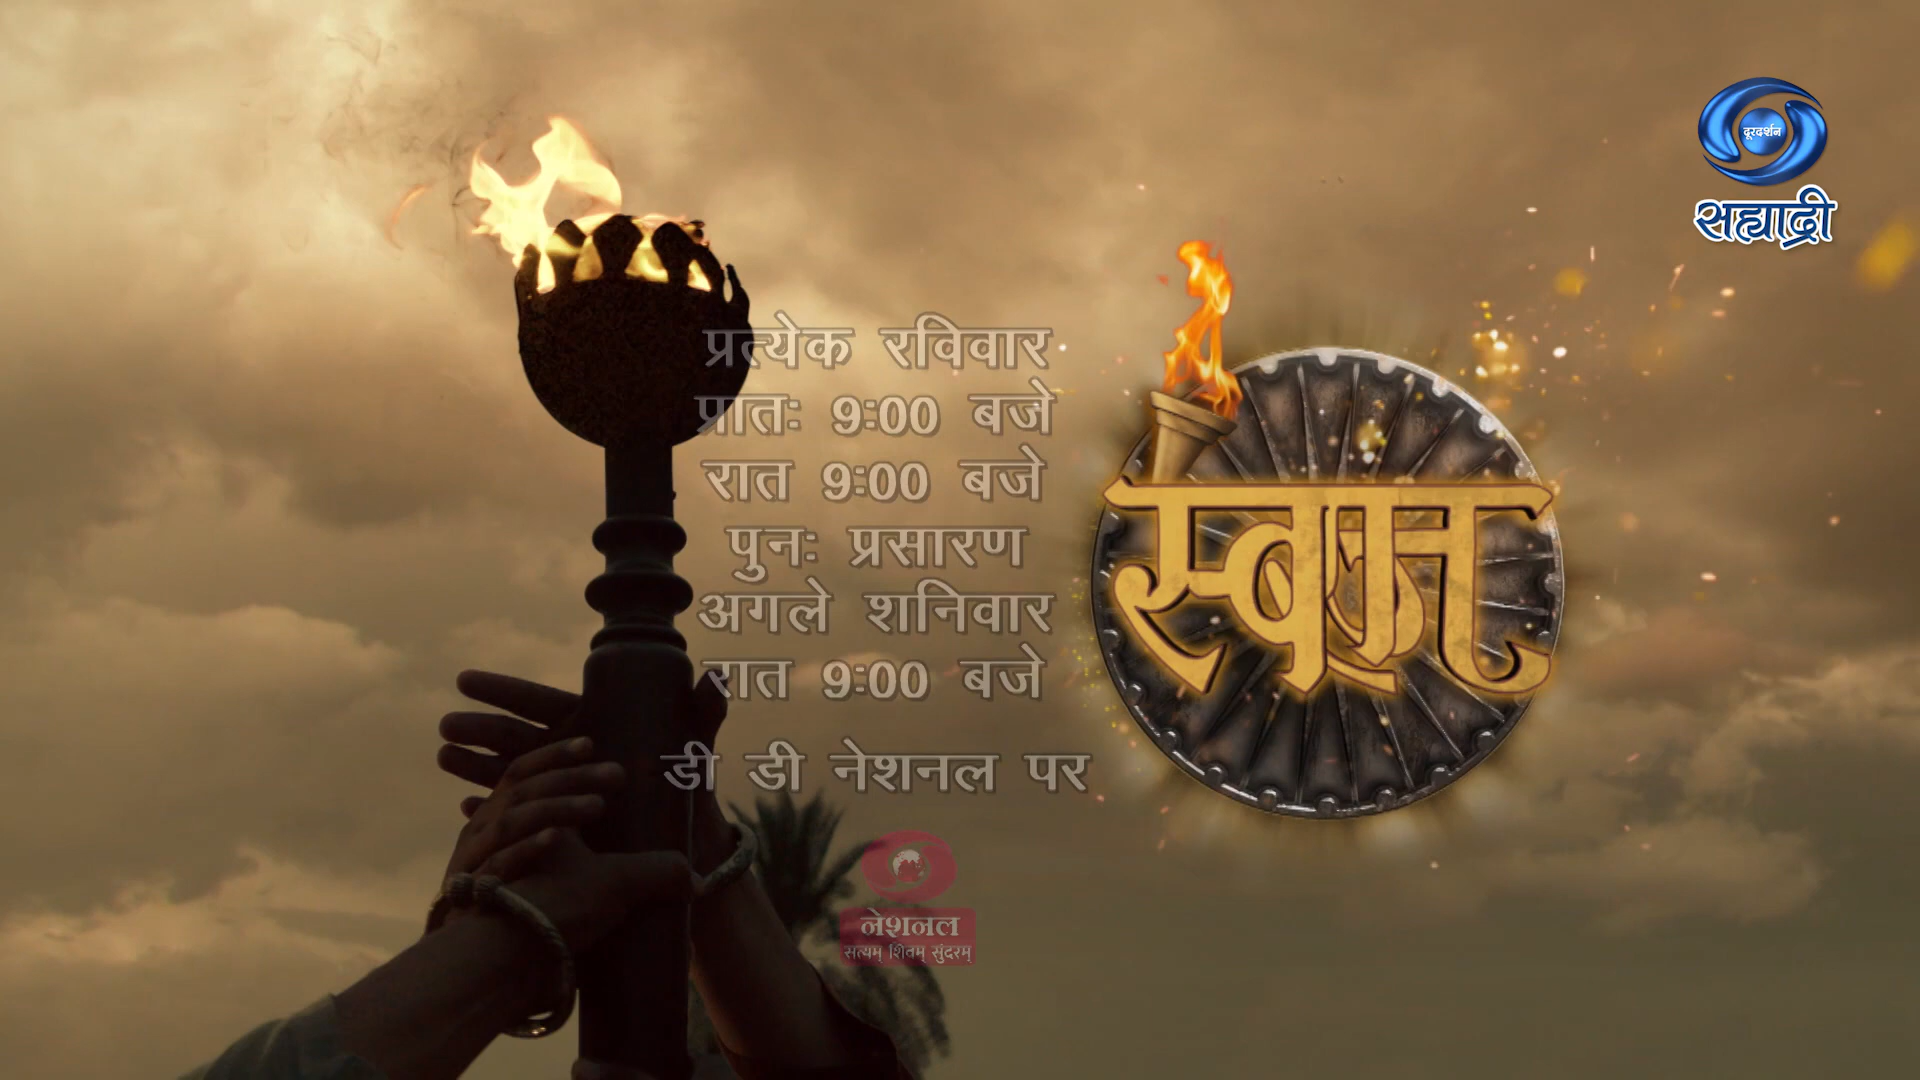 दूरदर्शन
सह्याद्री
प्रत्येक रविवार
प्रातः 9:00 बजे
रात 9:00 बजे
पुनः प्रसारण
अगले शनिवार
रात 9:00 बजे
डी डी नेशनल पर
नेशनल
सत्यम् शिवम् सुंदरम्